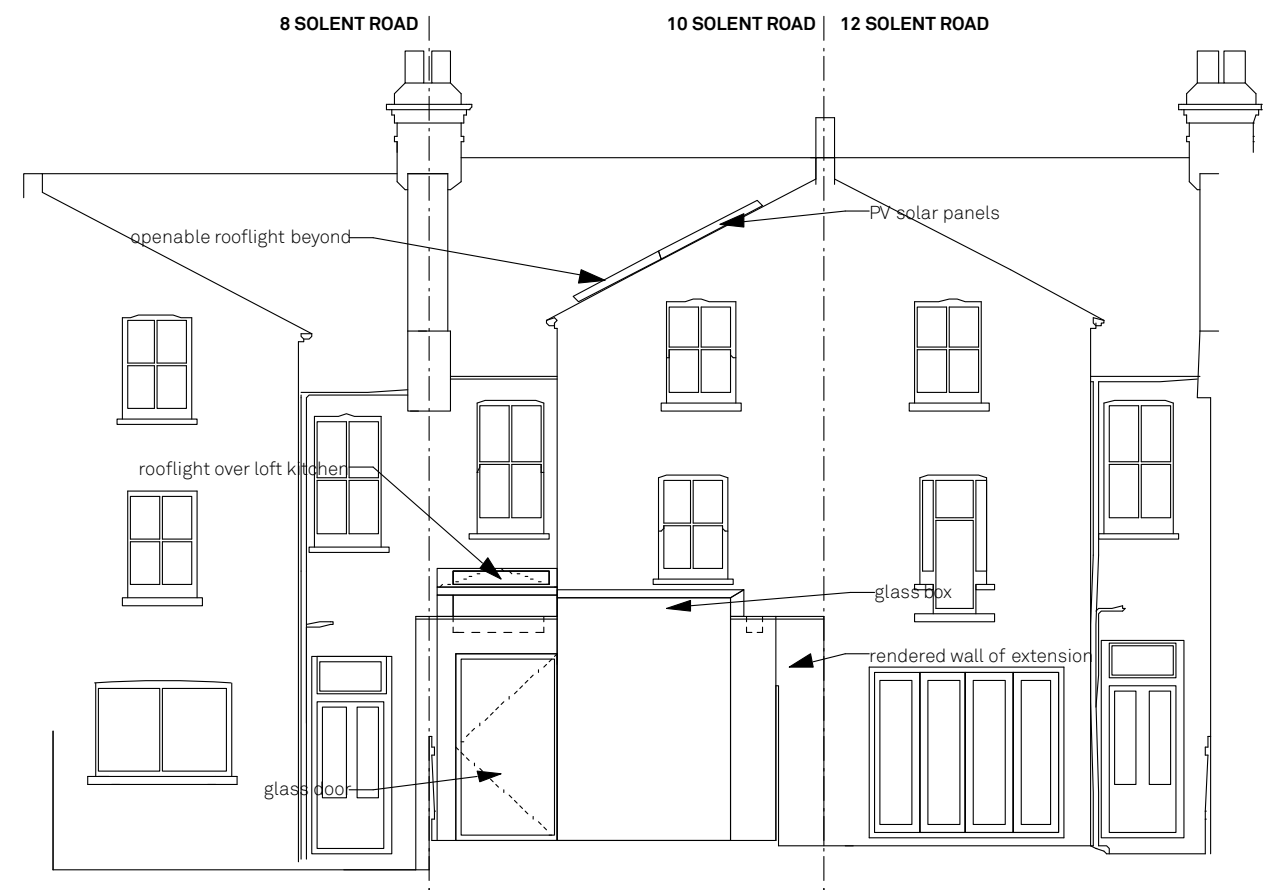 8 SOLENT ROAD
10 SOLENT ROAD
12 SOLENT ROAD
PV solar panels
openable rooflight beyond
rooflight over loft kitchen
glass box
rendered wall of extension
glass door